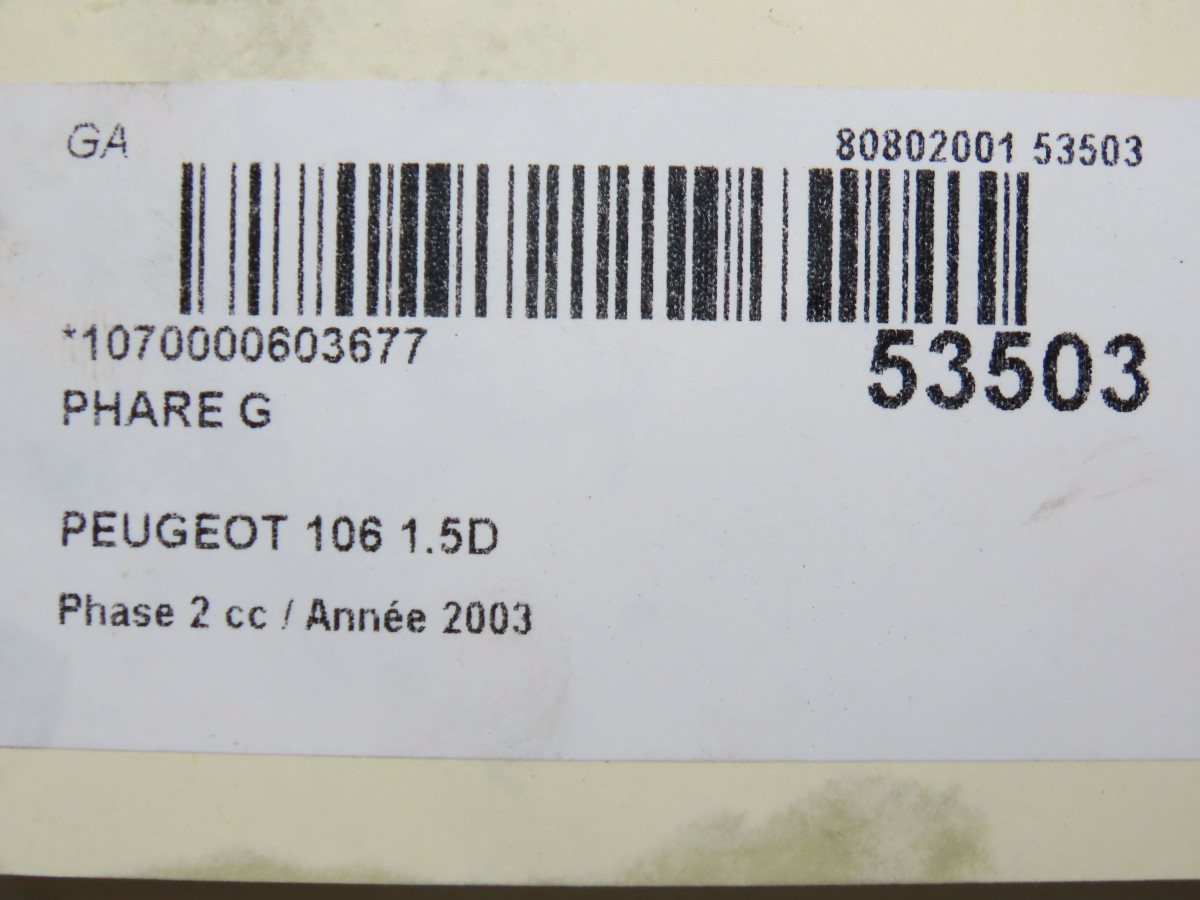 GA
80802001 53503
*1070000603677
53503
PHARE G
PEUGEOT 106 1.5D
Phase 2 cc / Année 2003